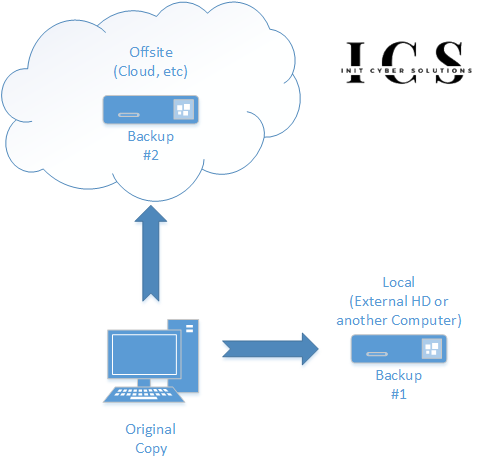 Offsite
(Cloud, etc)
Backup
#2
ICS
INIT CYBER SOLUTIONS
Local
(External HD or
another Computer)
Backup
#1
Original
Copy